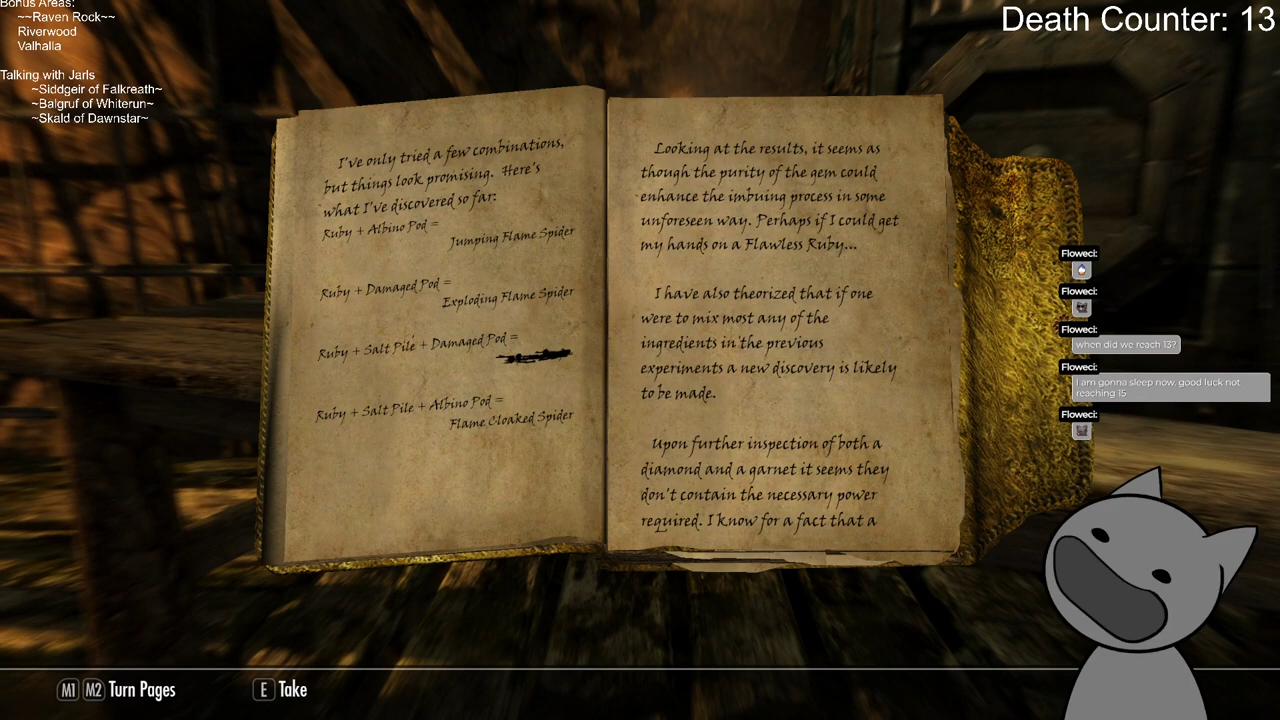 Bonus Areas:
~~Raven Rock~~
Riverwood
Valhalla
Talking with Jarls
~Siddgeir of Falkreath~
~Balgruf of Whiterun~
~Skald of Dawnstar~
Death Counter: 13
I've only tried a few combinations,
but things look promising. Here's
what I've discovered so far:
Ruby + Albino Pod =
Jumping Flame Spider
Ruby + Damaged Pod =
Exploding Flame Spider
Ruby + Salt Pile + Damaged Pod =
Ruby + Salt Pile + Albino Pod =
Flame Cloaked Spider
Looking at the results, it seems as
though the purity of the gem could
enhance the imbuing process in some
unforeseen way. Perhaps if I could get
my hands on a Flawless Ruby...
I have also theorized that if one
were to mix most any of the
ingredients in the previous
experiments a new discovery is likely
to be made.
Upon further inspection of both a
diamond and a garnet it seems they
don't contain the necessary power
required. I know for a fact that a
Floweci:
Floweci:
Floweci:
when did we reach 13?
Floweci:
I am gonna sleep now, good luck not
reaching 15
Floweci:
M1 M2 Turn Pages
E Take